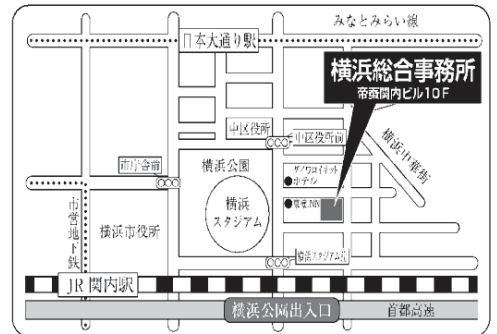 みなとみらい線
日本大通り駅
横浜総合事務所
帝蚕関内ビル10F
中区役所
中区役所前
横浜中華街
市庁舎前
横浜公園
ホテル
横浜
スタジアム
市営地下鉄
横浜市役所
横浜スタジアム前
JR関内駅
横浜公園出入口
首都高速